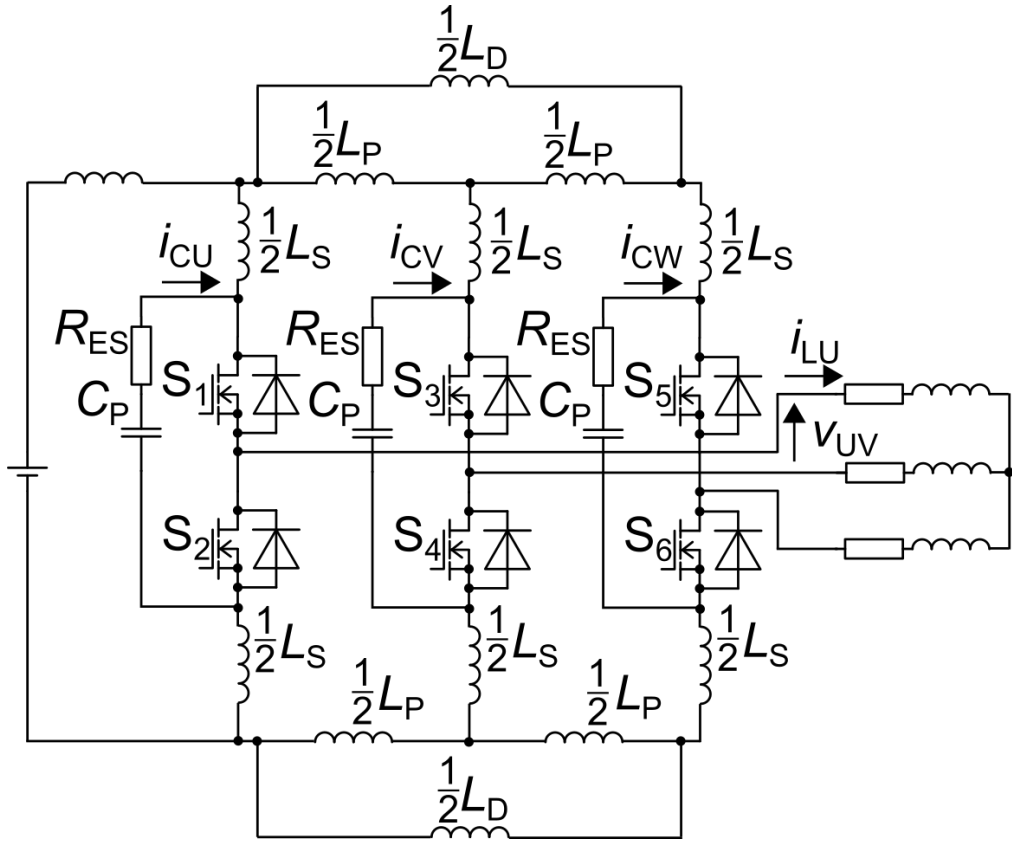 ½L_D
½L_P ½L_P
½L_S ½L_S ½L_S
i_CU i_CV i_CW
R_ES R_ES R_ES
i_LU
S_1 S_3 S_5
C_P C_P C_P
v_UV
S_2 S_4 S_6
½L_S ½L_S ½L_S
½L_P ½L_P
½L_D